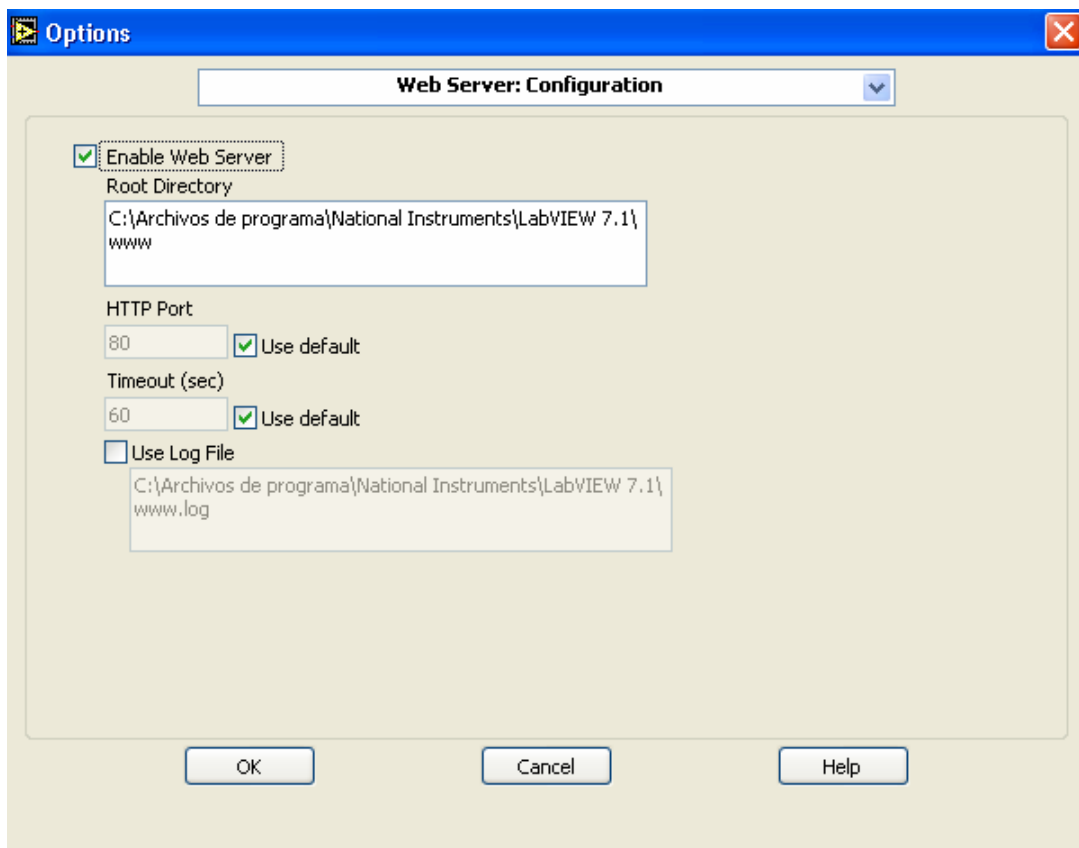 Options
Web Server: Configuration
Enable Web Server
Root Directory
C:\Archivos de programa\National Instruments\LabVIEW 7.1\
www
HTTP Port
80
Use default
Timeout (sec)
60
Use default
Use Log File
C:\Archivos de programa\National Instruments\LabVIEW 7.1\
www.log
OK
Cancel
Help